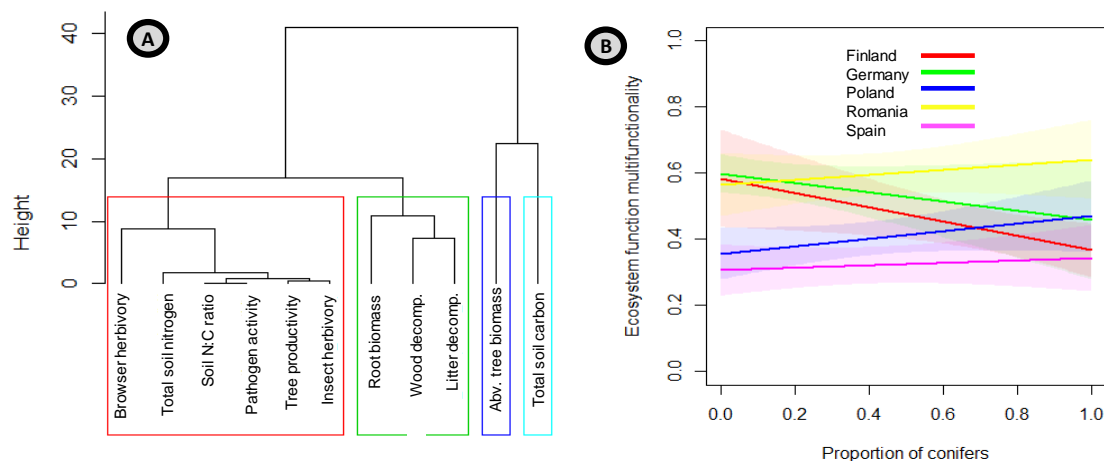 A
Height
40
30
20
10
0
Browser herbivory
Total soil nitrogen
Soil N:C ratio
Pathogen activity
Tree productivity
Insect herbivory
Root biomass
Wood decomp.
Litter decomp.
Abv. tree biomass
Total soil carbon
B
Ecosystem function multifunctionality
1.0
0.8
0.6
0.4
0.2
0.0
Finland
Germany
Poland
Romania
Spain
0.0 0.2 0.4 0.6 0.8 1.0
Proportion of conifers